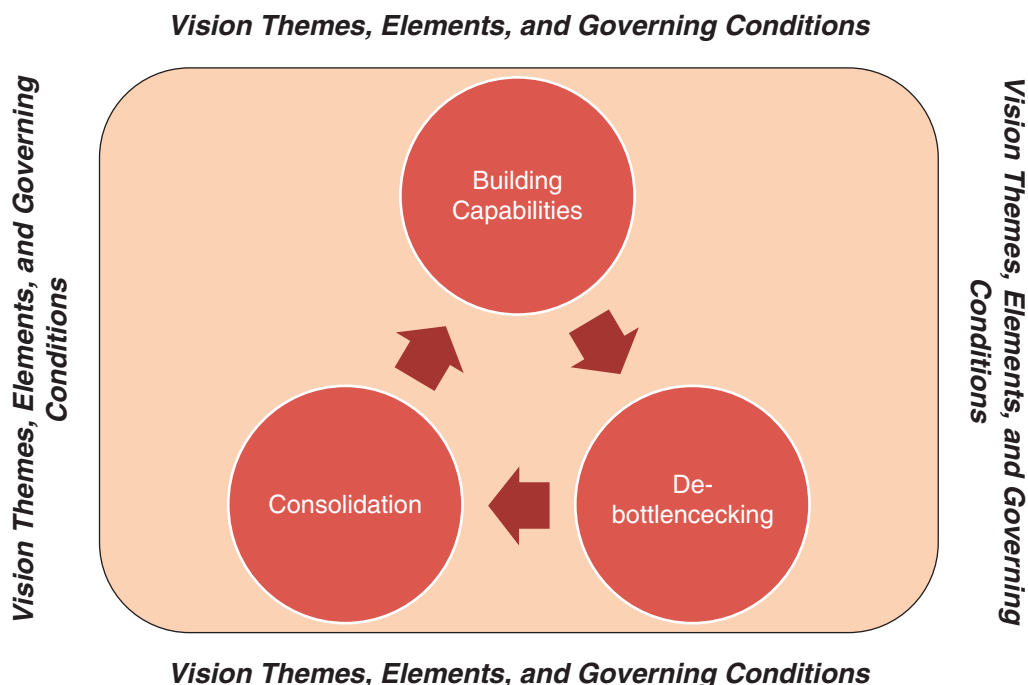 Vision Themes, Elements, and Governing Conditions
Vision Themes, Elements, and Governing
Conditions
Building
Capabilities
Consolidation
De-
bottlencecking
Vision Themes, Elements, and Governing
Conditions
Vision Themes, Elements, and Governing Conditions